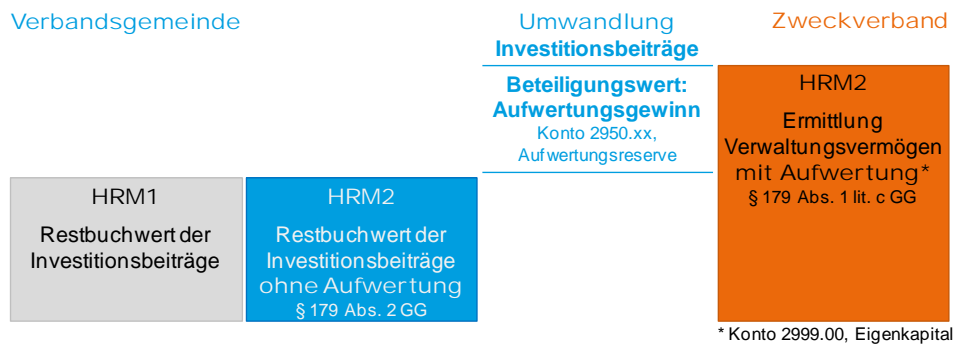 Verbandsgemeinde
Umwandlung
Investitionsbeiträge
Zweckverband
Beteiligungswert:
Aufwertungsgewinn
Konto 2950.xx,
Aufwertungsreserve
HRM1
Restbuchwert der
Investitionsbeiträge
HRM2
Restbuchwert der
Investitionsbeiträge
ohne Aufwertung
§ 179 Abs. 2 GG
HRM2
Ermittlung
Verwaltungsvermögen
mit Aufwertung*
§ 179 Abs. 1 lit. c GG
* Konto 2999.00, Eigenkapital